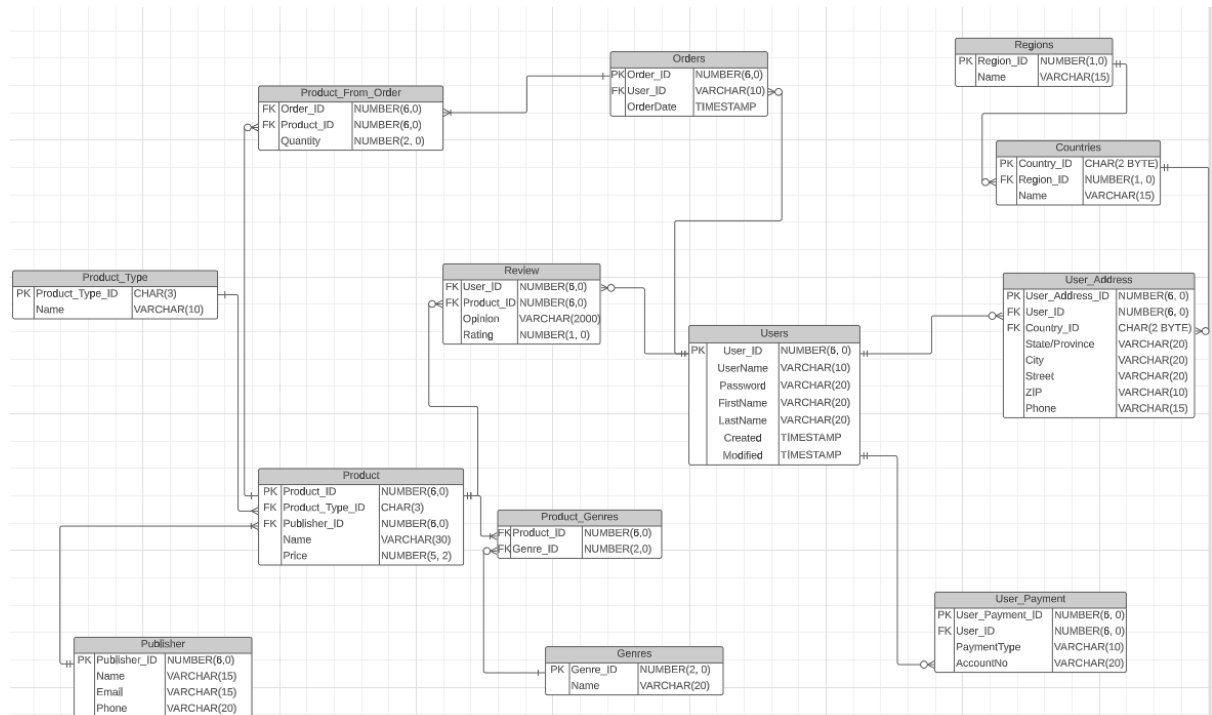 Regions
PK Region_ID NUMBER(1,0)
Name VARCHAR(15)
Orders
PK Order_ID NUMBER(6,0)
FK User_ID VARCHAR(10)
OrderDate TIMESTAMP
Product_From_Order
FK Order_ID NUMBER(6,0)
FK Product_ID NUMBER(6,0)
Quantity NUMBER(2, 0)
Countries
PK Country_ID CHAR(2 BYTE)
FK Region_ID NUMBER(1, 0)
Name VARCHAR(15)
Product_Type
PK Product_Type_ID CHAR(3)
Name VARCHAR(10)
Review
FK User_ID NUMBER(6,0)
FK Product_ID NUMBER(6,0)
Opinion VARCHAR(2000)
Rating NUMBER(1, 0)
User_Address
PK User_Address_ID NUMBER(6, 0)
FK User_ID NUMBER(6, 0)
FK Country_ID CHAR(2 BYTE)
State/Province VARCHAR(20)
City VARCHAR(20)
Street VARCHAR(20)
ZIP VARCHAR(10)
Phone VARCHAR(15)
Users
PK User_ID NUMBER(6, 0)
UserName VARCHAR(10)
Password VARCHAR(20)
FirstName VARCHAR(20)
LastName VARCHAR(20)
Created TIMESTAMP
Modified TIMESTAMP
Product
PK Product_ID NUMBER(6,0)
FK Product_Type_ID CHAR(3)
FK Publisher_ID NUMBER(6,0)
Name VARCHAR(30)
Price NUMBER(5, 2)
Product_Genres
FK Product_ID NUMBER(6,0)
FK Genre_ID NUMBER(2,0)
User_Payment
PK User_Payment_ID NUMBER(6, 0)
FK User_ID NUMBER(6, 0)
PaymentType VARCHAR(10)
AccountNo VARCHAR(20)
Publisher
PK Publisher_ID NUMBER(6,0)
Name VARCHAR(15)
Email VARCHAR(15)
Phone VARCHAR(20)
Genres
PK Genre_ID NUMBER(2, 0)
Name VARCHAR(20)